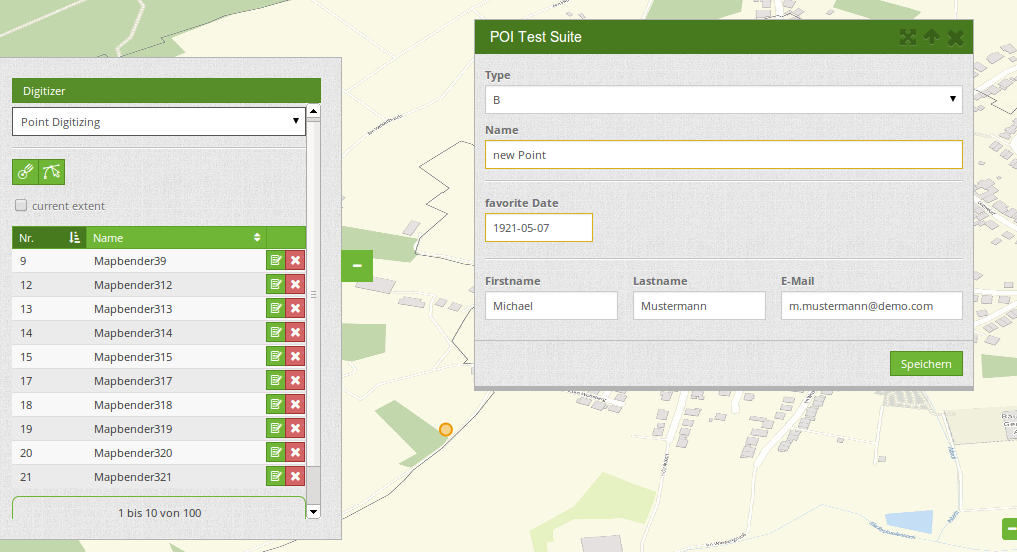 Digitizer
Point Digitizing
current extent
Nr. Name
9 Mapbender39
12 Mapbender312
13 Mapbender313
14 Mapbender314
15 Mapbender315
17 Mapbender317
18 Mapbender318
19 Mapbender319
20 Mapbender320
21 Mapbender321
1 bis 10 von 100
POI Test Suite
Type
B
Name
new Point
favorite Date
1921-05-07
Firstname Lastname E-Mail
Michael Mustermann m.mustermann@demo.com
Speichern